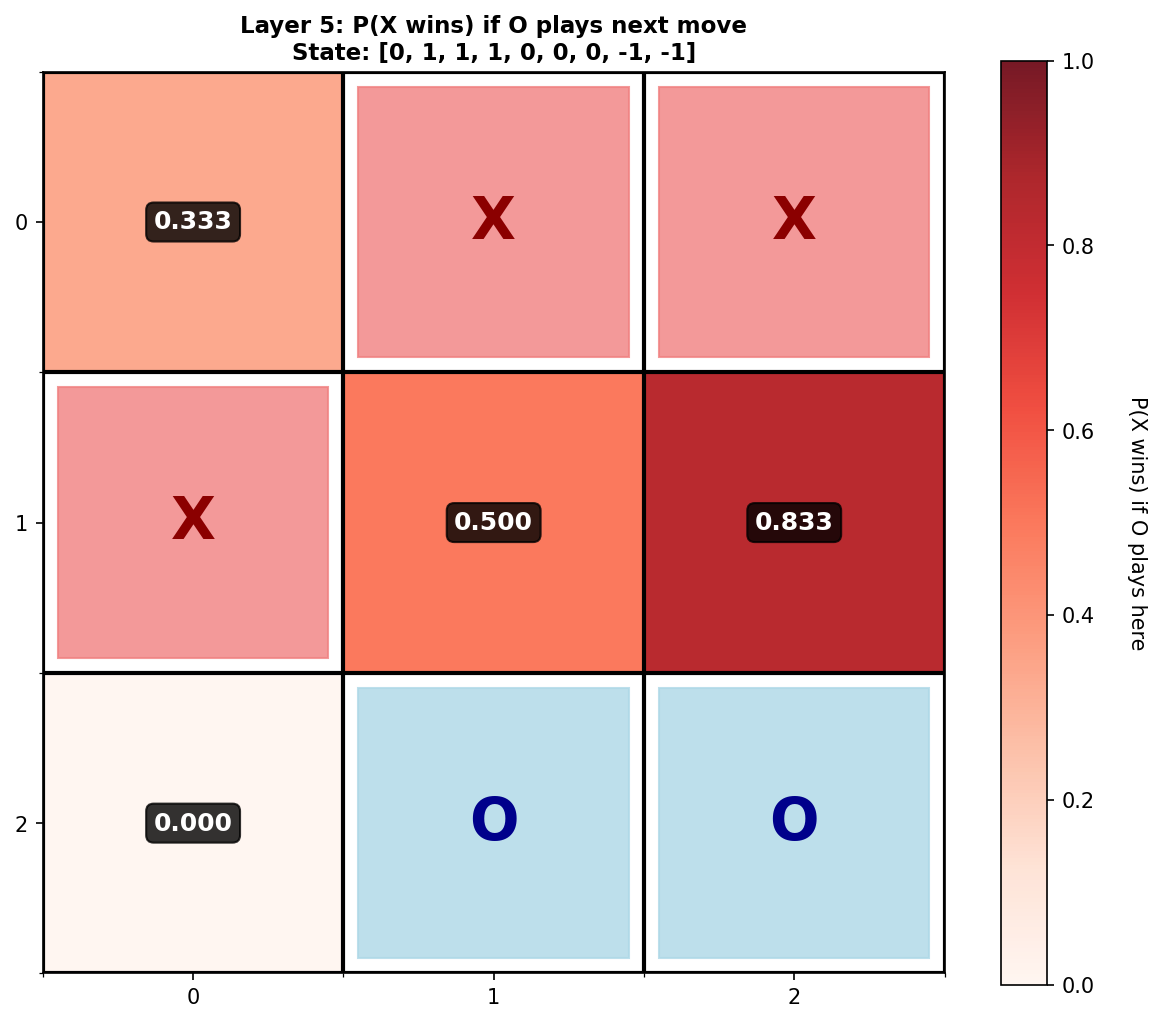 Layer 5: P(X wins) if O plays next move
State: [0, 1, 1, 1, 0, 0, 0, -1, -1]
0
0.333
X
X
1
X
0.500
0.833
2
0.000
O
O
0
1
2
1.0
0.8
0.6
0.4
0.2
0.0
P(X wins) if O plays here